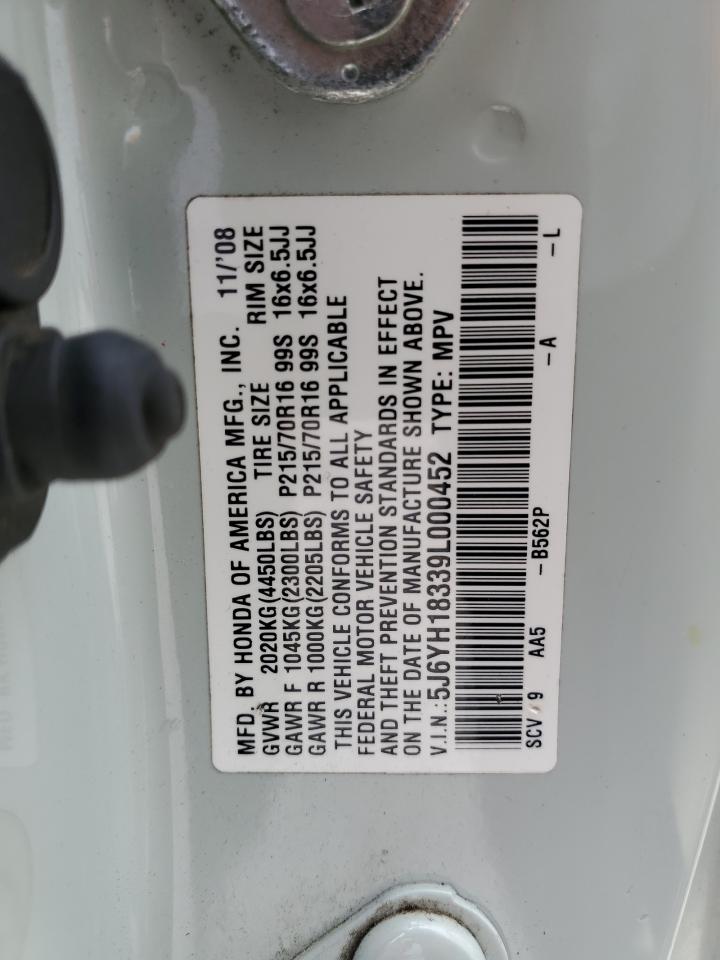 MFD. BY HONDA OF AMERICA MFG., INC. 11/'08
GVWR 2020KG(4450LBS) TIRE SIZE RIM SIZE
GAWR F 1045KG(2300LBS) P215/70R16 99S 16x6.5JJ
GAWR R 1000KG(2205LBS) P215/70R16 99S 16x6.5JJ
THIS VEHICLE CONFORMS TO ALL APPLICABLE
FEDERAL MOTOR VEHICLE SAFETY
AND THEFT PREVENTION STANDARDS IN EFFECT
ON THE DATE OF MANUFACTURE SHOWN ABOVE.
V.I.N.:5J6YH18339L000452 TYPE: MPV
SCV 9 AA5 -B562P -A -L